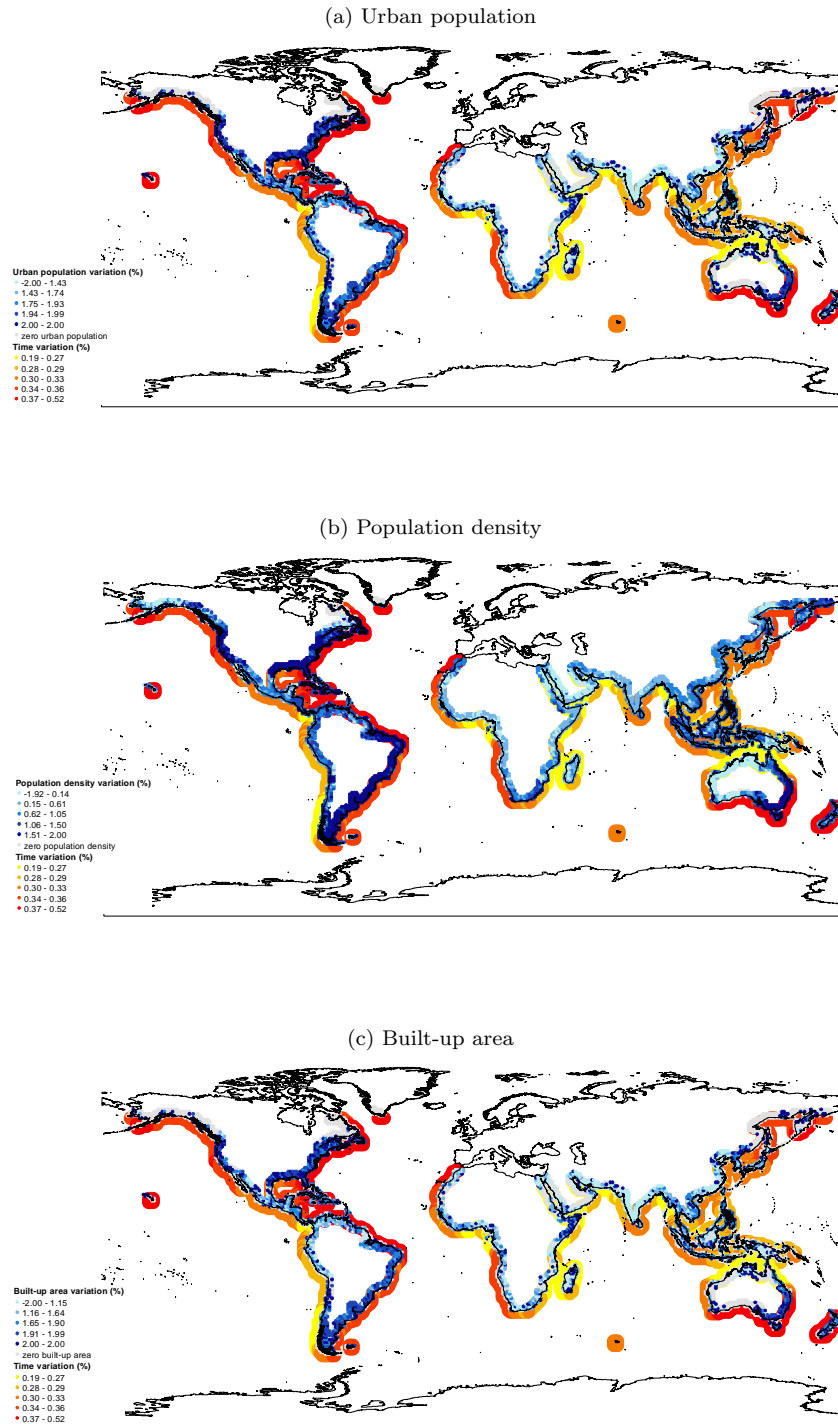 (a) Urban population
Urban population variation (%)
-2.00 - 1.43
1.43 - 1.74
1.75 - 1.93
1.94 - 1.99
2.00 - 2.00
zero urban population
Time variation (%)
0.19 - 0.27
0.28 - 0.29
0.30 - 0.33
0.34 - 0.36
0.37 - 0.52
(b) Population density
Population density variation (%)
-1.92 - 0.14
0.15 - 0.61
0.62 - 1.05
1.06 - 1.50
1.51 - 2.00
zero population density
Time variation (%)
0.19 - 0.27
0.28 - 0.29
0.30 - 0.33
0.34 - 0.36
0.37 - 0.52
(c) Built-up area
Built-up area variation (%)
-2.00 - 1.15
1.16 - 1.64
1.65 - 1.90
1.91 - 1.99
2.00 - 2.00
zero built-up area
Time variation (%)
0.19 - 0.27
0.28 - 0.29
0.30 - 0.33
0.34 - 0.36
0.37 - 0.52